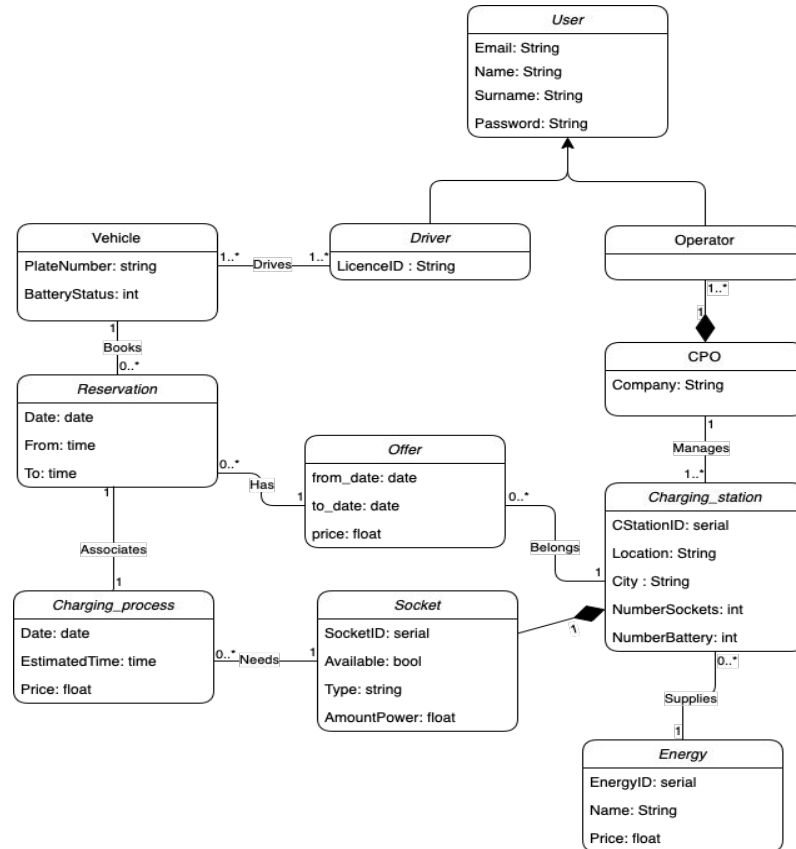 User
Email: String
Name: String
Surname: String
Password: String
Vehicle
PlateNumber: string
BatteryStatus: int
1..*
Drives
1..*
Driver
LicenceID : String
Operator
1..*
1
CPO
Company: String
1
Books
0..*
1
Manages
1..*
Reservation
Date: date
From: time
To: time
0..*
Has
1
Offer
from_date: date
to_date: date
price: float
0..*
Belongs
1
Charging_station
CStationID: serial
Location: String
City : String
NumberSockets: int
NumberBattery: int
1
Associates
1
Charging_process
Date: date
EstimatedTime: time
Price: float
0..*
Needs
1
Socket
SocketID: serial
Available: bool
Type: string
AmountPower: float
1
0..*
Supplies
1
Energy
EnergyID: serial
Name: String
Price: float